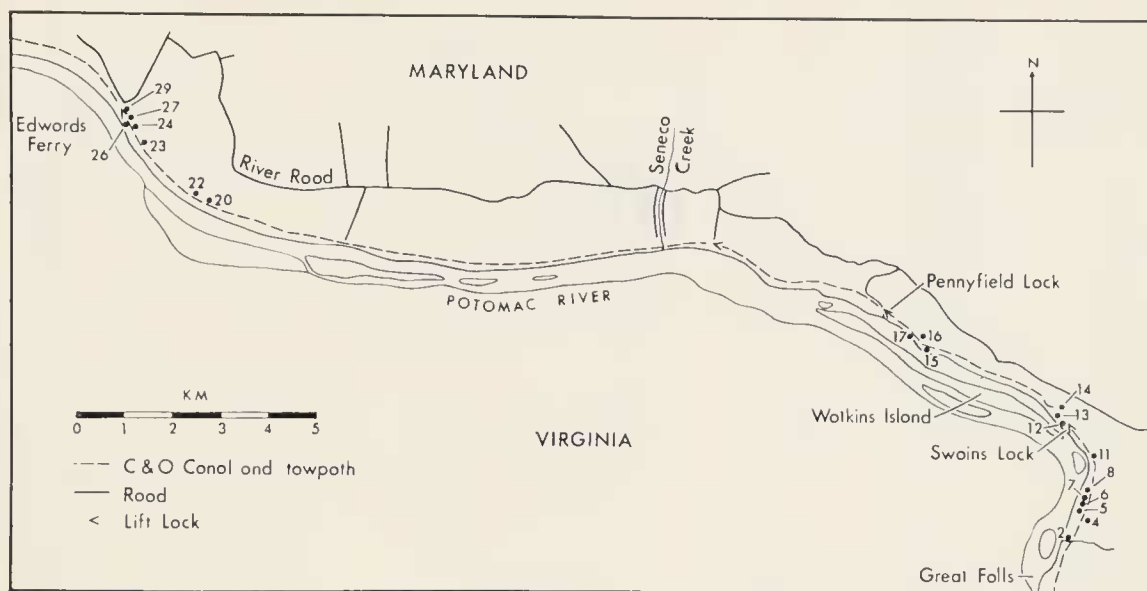 MARYLAND
N
29
27
24
26
23
Edwords
Ferry
22
20
River Rood
Seneco
Creek
POTOMAC RIVER
Pennyfield Lock
17
16
15
14
13
12
Wotkins Island
Swoins Lock
11
8
7
6
5
4
2
Great Folls
VIRGINIA
KM
0 1 2 3 4 5
C & O Conol ond towpoth
Rood
< Lift Lock